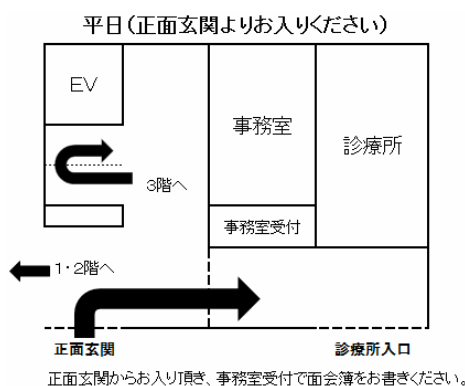 平日(正面玄関よりお入りください)
EV
事務室
診療所
3階へ
事務室受付
1・2階へ
正面玄関
診療所入口
正面玄関からお入り頂き、事務室受付で面会簿をお書きください。